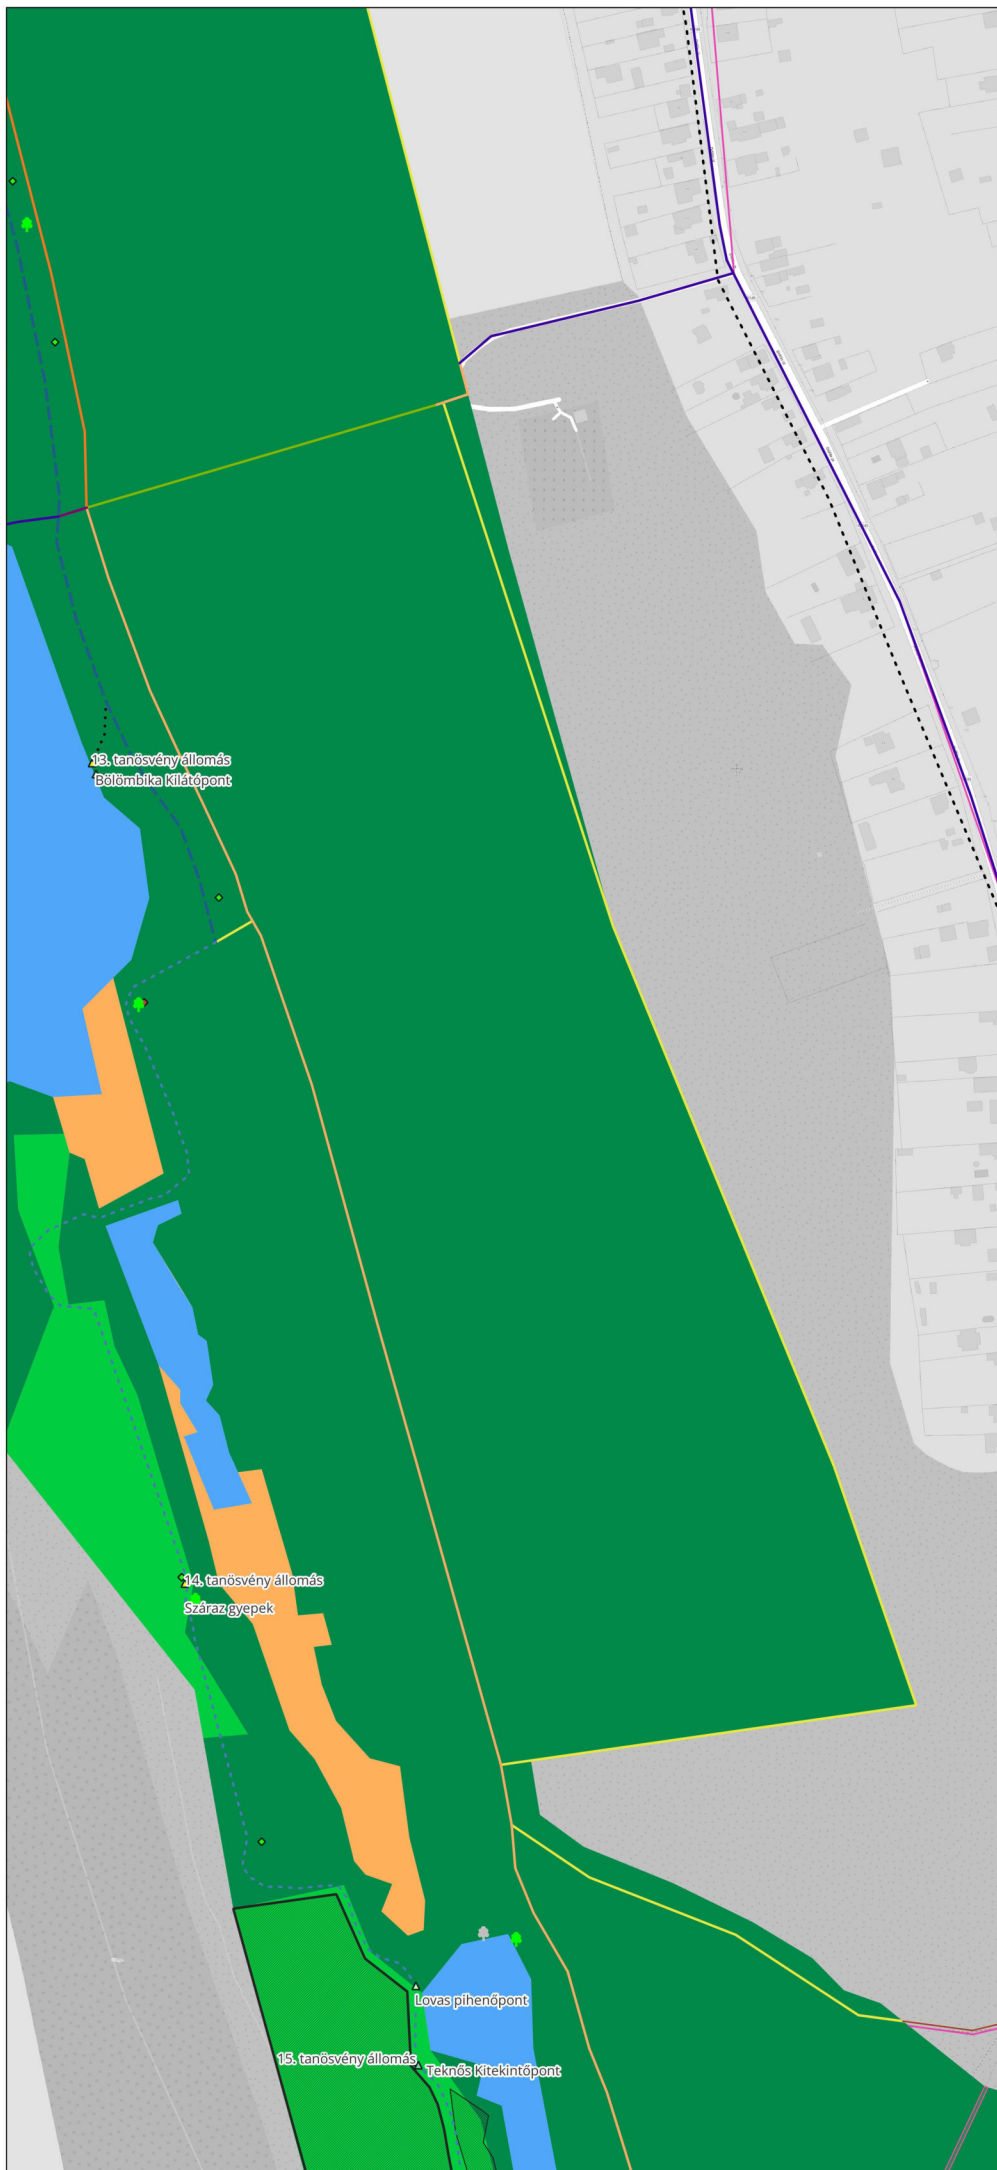 13. tanösvény állomás
Bölömbika Kilátópont
14. tanösvény állomás
Száraz gyepek
Lovas pihenőpont
15. tanösvény állomás
Teknős Kitekintőpont